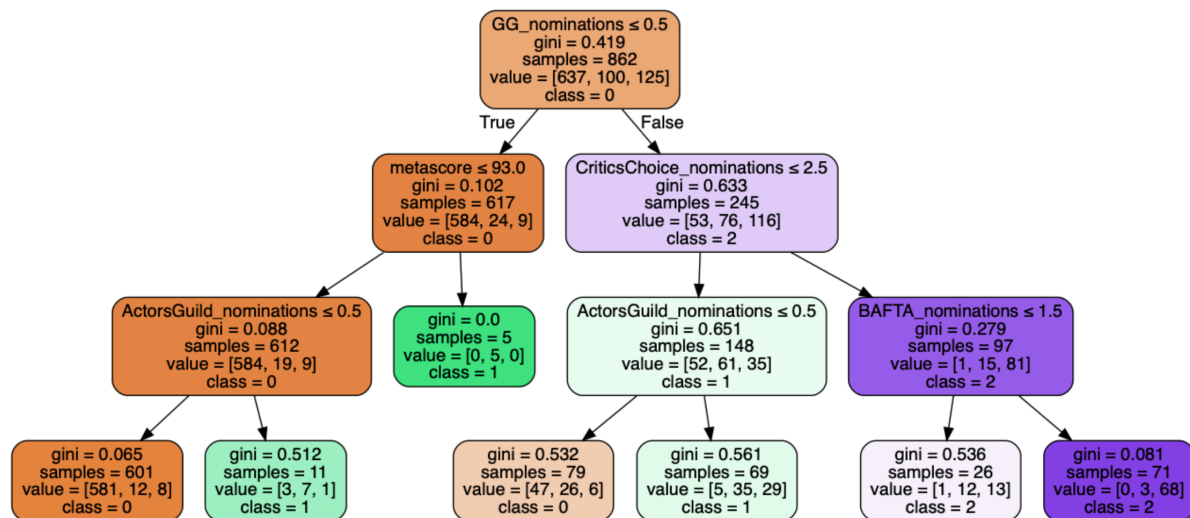 GG_nominations ≤ 0.5
gini = 0.419
samples = 862
value = [637, 100, 125]
class = 0
True
False
metascore ≤ 93.0
gini = 0.102
samples = 617
value = [584, 24, 9]
class = 0
CriticsChoice_nominations ≤ 2.5
gini = 0.633
samples = 245
value = [53, 76, 116]
class = 2
ActorsGuild_nominations ≤ 0.5
gini = 0.088
samples = 612
value = [584, 19, 9]
class = 0
gini = 0.0
samples = 5
value = [0, 5, 0]
class = 1
ActorsGuild_nominations ≤ 0.5
gini = 0.651
samples = 148
value = [52, 61, 35]
class = 1
BAFTA_nominations ≤ 1.5
gini = 0.279
samples = 97
value = [1, 15, 81]
class = 2
gini = 0.065
samples = 601
value = [581, 12, 8]
class = 0
gini = 0.512
samples = 11
value = [3, 7, 1]
class = 1
gini = 0.532
samples = 79
value = [47, 26, 6]
class = 0
gini = 0.561
samples = 69
value = [5, 35, 29]
class = 1
gini = 0.536
samples = 26
value = [1, 12, 13]
class = 2
gini = 0.081
samples = 71
value = [0, 3, 68]
class = 2